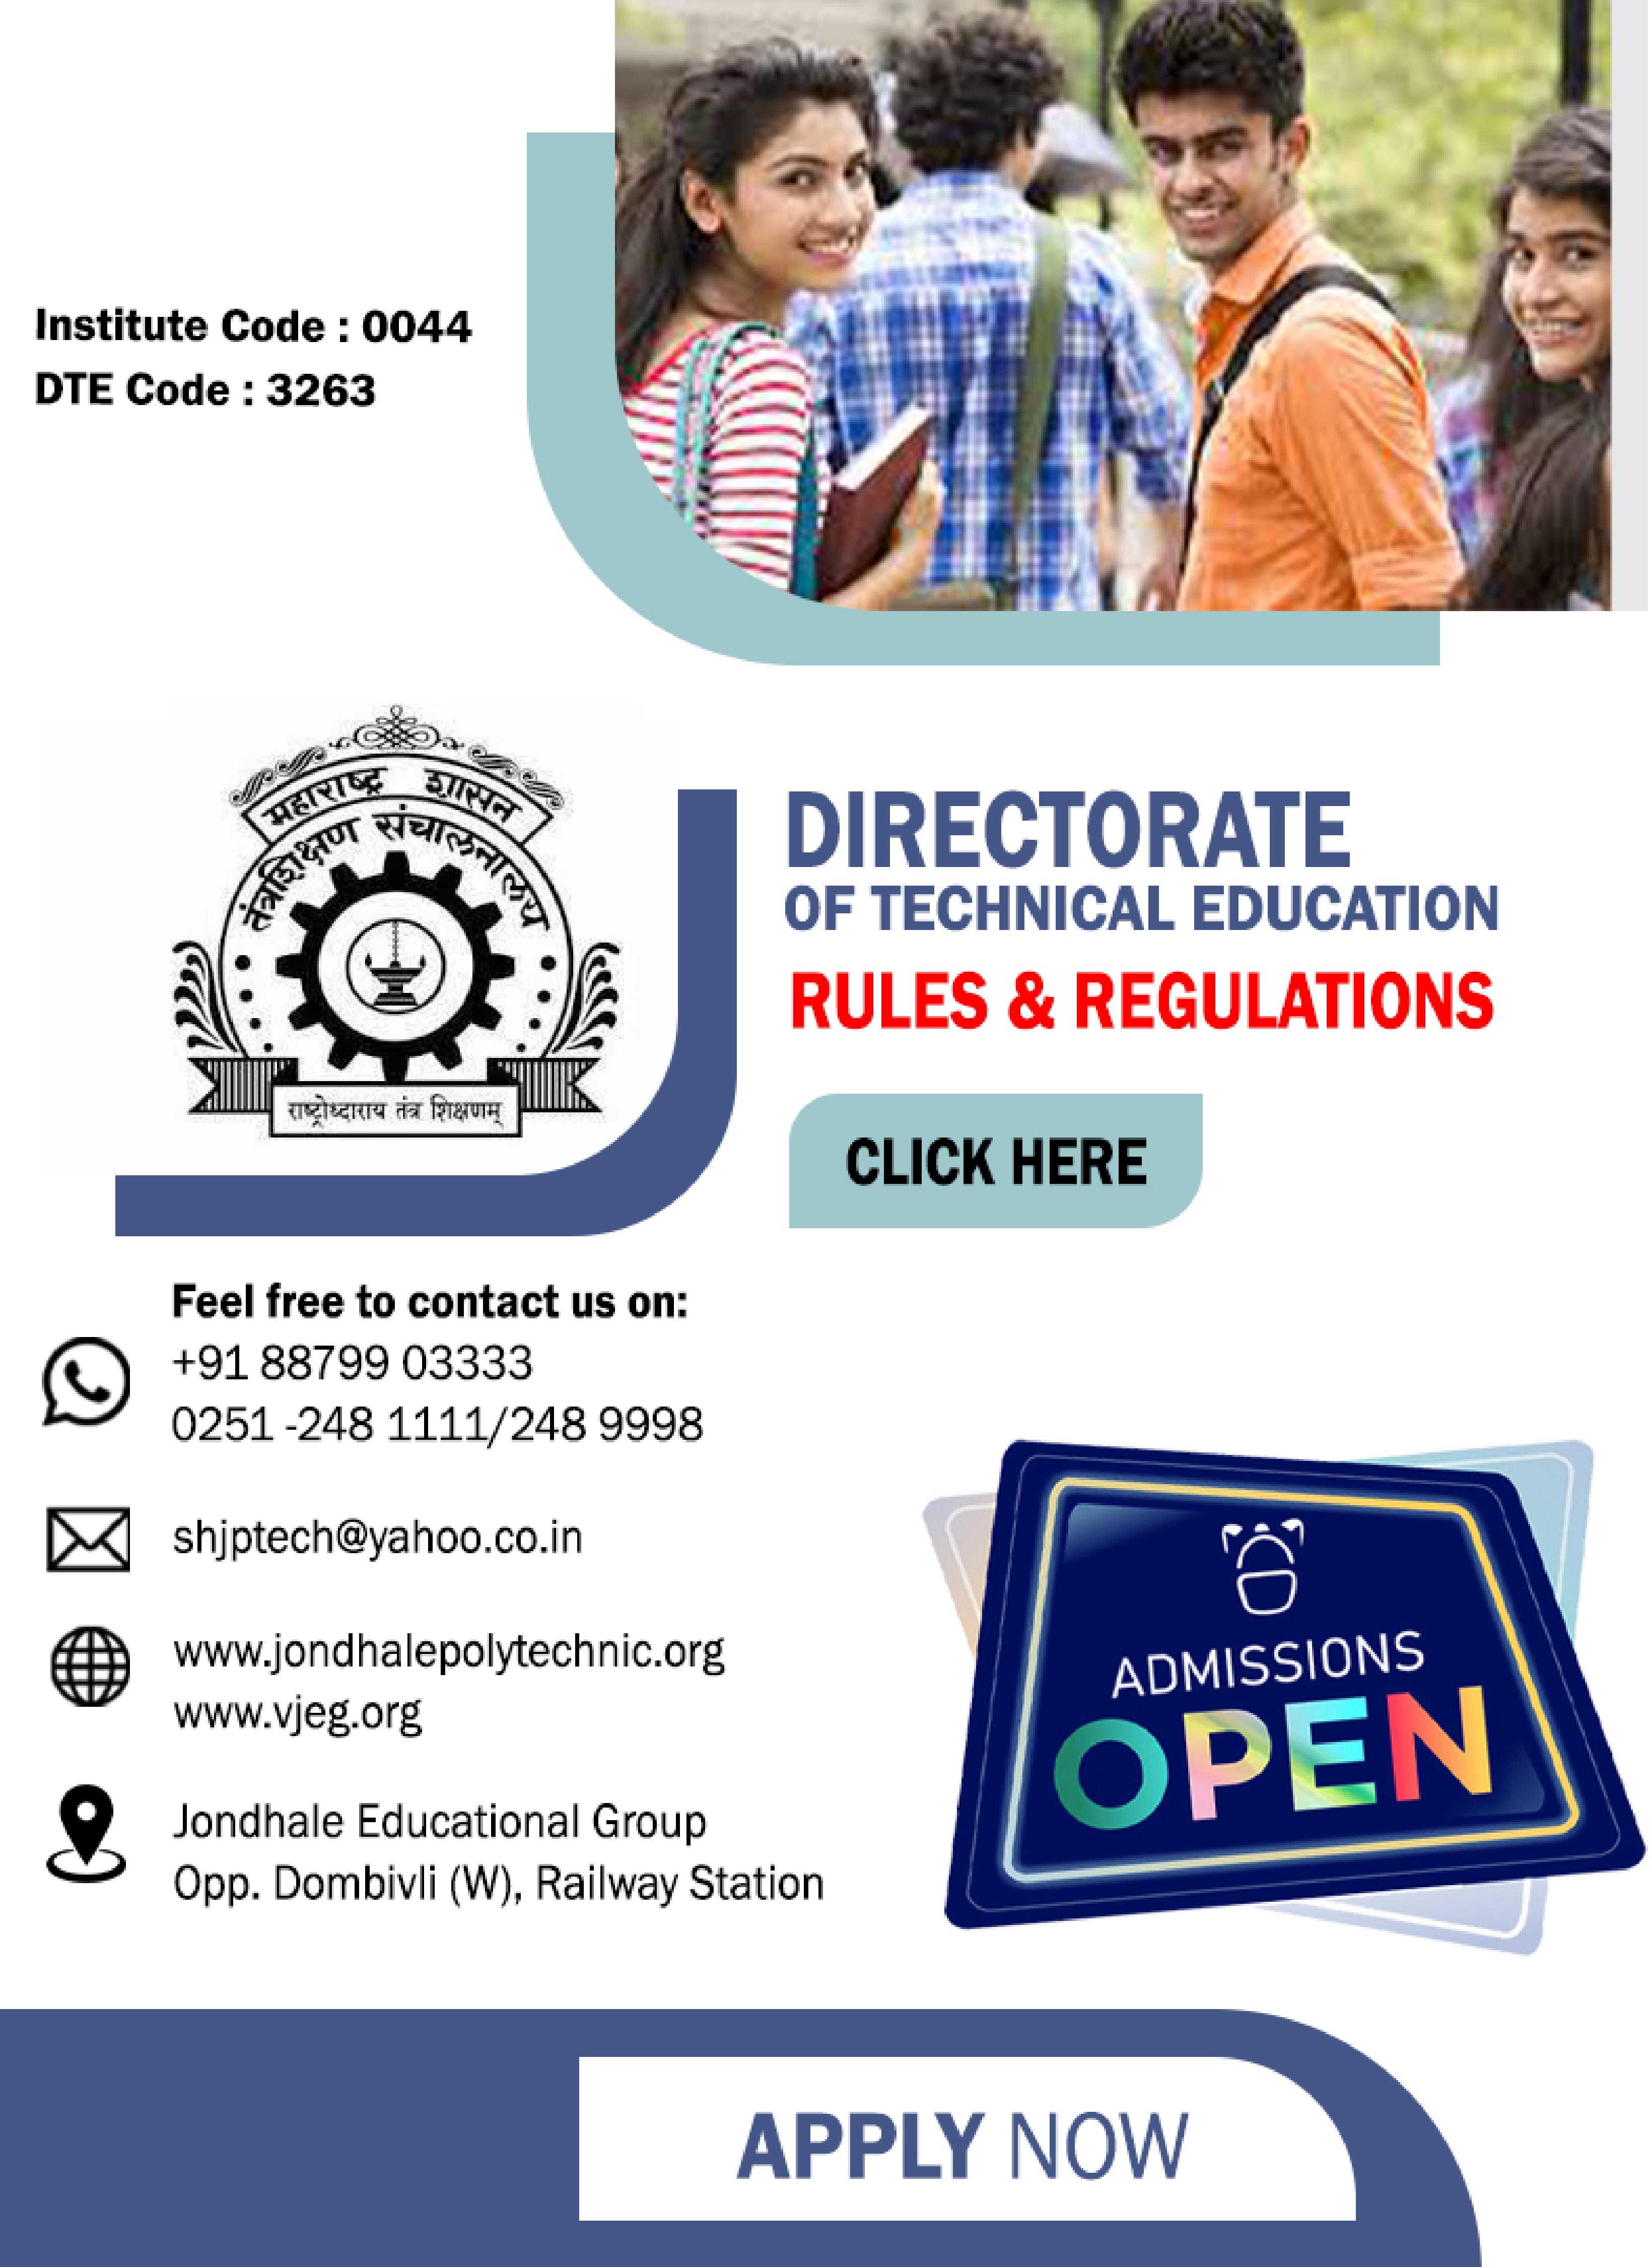 Institute Code : 0044
DTE Code : 3263
महाराष्ट्र शासन
तंत्रशिक्षण संचालनालय
राष्ट्रोध्दाराय तंत्र शिक्षणम्
DIRECTORATE
OF TECHNICAL EDUCATION
RULES & REGULATIONS
CLICK HERE
Feel free to contact us on:
+91 88799 03333
0251 -248 1111/248 9998
shjptech@yahoo.co.in
www.jondhalepolytechnic.org
www.vjeg.org
Jondhale Educational Group
Opp. Dombivli (W), Railway Station
ADMISSIONS
OPEN
APPLY NOW